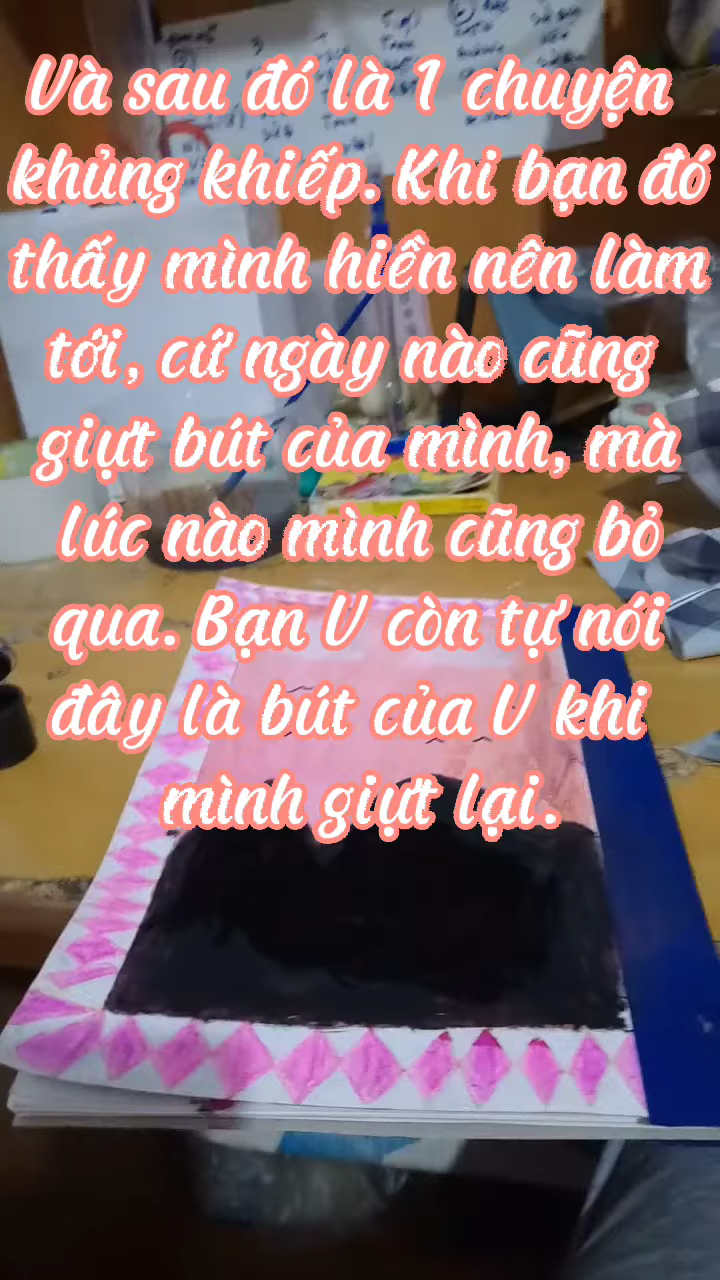 Và sau đó là 1 chuyện
khủng khiếp. Khi bạn đó
thấy mình hiền nên làm
tới, cứ ngày nào cũng
giựt bút của mình, mà
lúc nào mình cũng bỏ
qua. Bạn V còn tự nói
đây là bút của V khi
mình giựt lại.